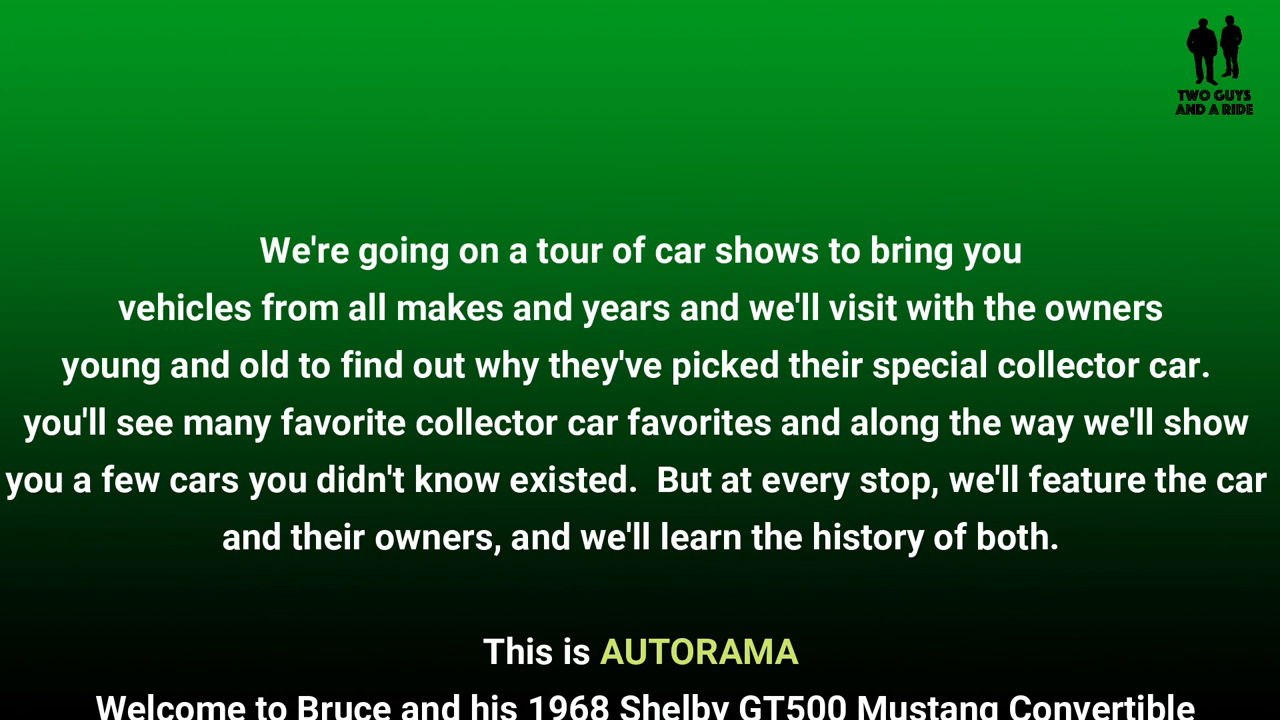 TWO GUYS
AND A RIDE
We're going on a tour of car shows to bring you
vehicles from all makes and years and we'll visit with the owners
young and old to find out why they've picked their special collector car.
you'll see many favorite collector car favorites and along the way we'll show
you a few cars you didn't know existed.  But at every stop, we'll feature the car
and their owners, and we'll learn the history of both.
This is AUTORAMA
Welcome to Bruce and his 1968 Shelby GT500 Mustang Convertible